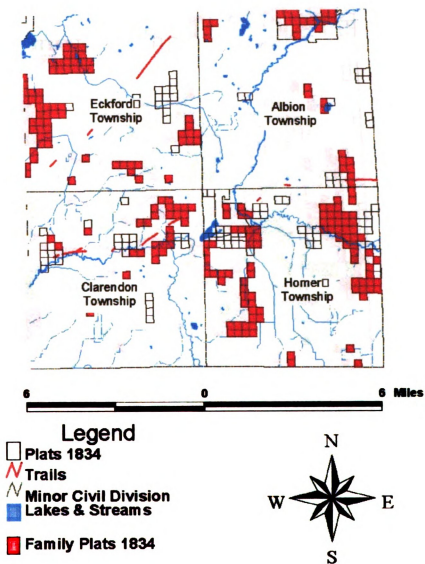 Eckford
Township
Albion
Township
Clarendon
Township
Homer
Township
6 0 6 Miles
Legend
Plats 1834
Trails
Minor Civil Division
Lakes & Streams
Family Plats 1834
N
W E
S